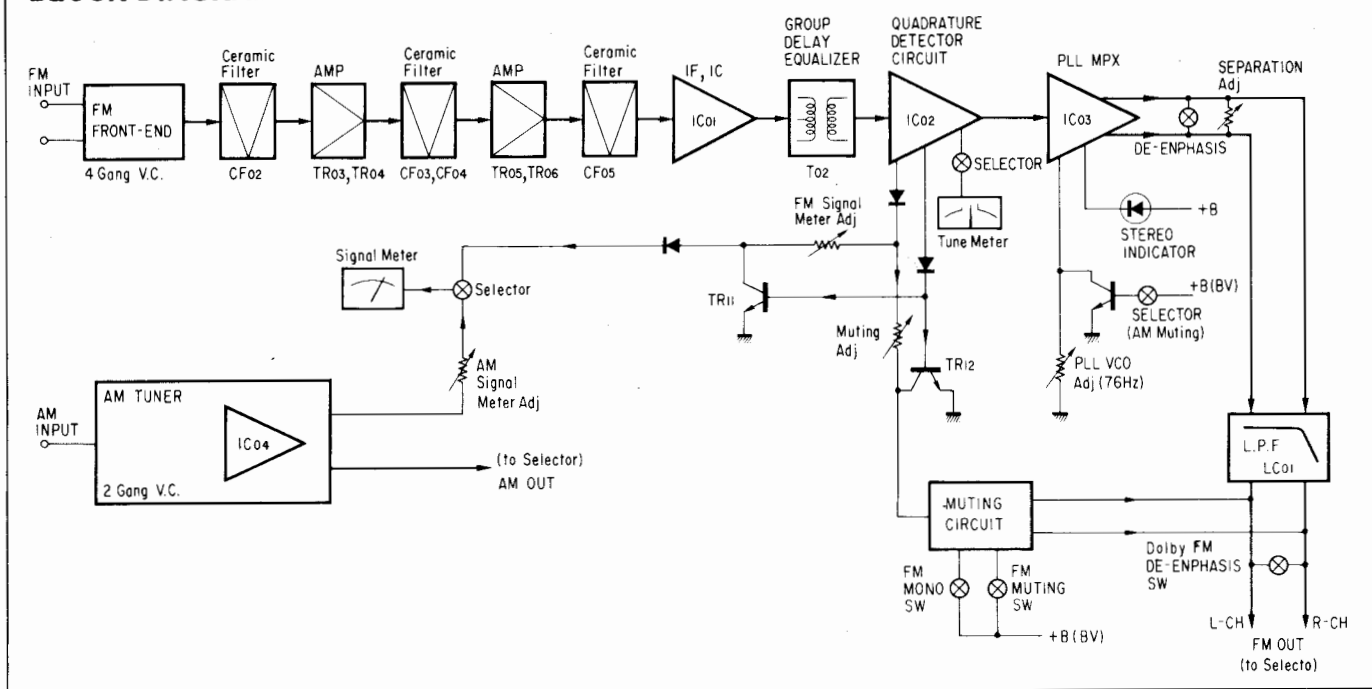 FM
INPUT
FM
FRONT-END
4 Gang V.C.
Ceramic
Filter
CF02
AMP
TR03,TR04
Ceramic
Filter
CF03,CF04
AMP
TR05,TR06
Ceramic
Filter
CF05
IF, IC
IC01
GROUP
DELAY
EQUALIZER
T02
QUADRATURE
DETECTOR
CIRCUIT
IC02
SELECTOR
Tune Meter
PLL MPX
IC03
SEPARATION
Adj
DE-ENPHASIS
+B
STEREO
INDICATOR
+B(BV)
SELECTOR
(AM Muting)
PLL VCO
Adj (76Hz)
FM Signal
Meter Adj
Signal Meter
Selector
TR11
Muting
Adj
TR12
AM
Signal
Meter Adj
AM TUNER
AM
INPUT
IC04
2 Gang V.C.
(to Selector)
AM OUT
L.P.F
LC01
MUTING
CIRCUIT
FM
MONO
SW
FM
MUTING
SW
+B(BV)
Dolby FM
DE-ENPHASIS
SW
L-CH
R-CH
FM OUT
(to Selecto)